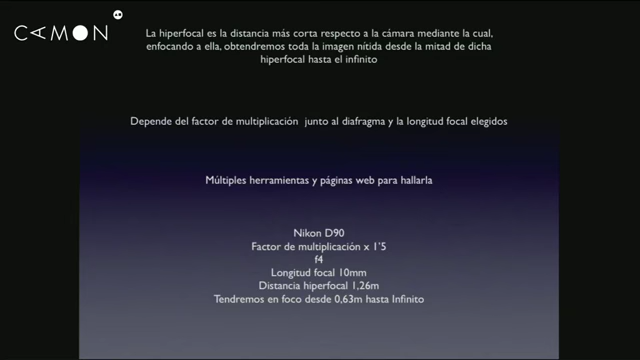 CAMON
La hiperfocal es la distancia más corta respecto a la cámara mediante la cual,
enfocando a ella, obtendremos toda la imagen nítida desde la mitad de dicha
hiperfocal hasta el infinito
Depende del factor de multiplicación junto al diafragma y la longitud focal elegidos
Múltiples herramientas y páginas web para hallarla
Nikon D90
Factor de multiplicación x 1'5
f4
Longitud focal 10mm
Distancia hiperfocal 1,26m
Tendremos en foco desde 0,63m hasta Infinito